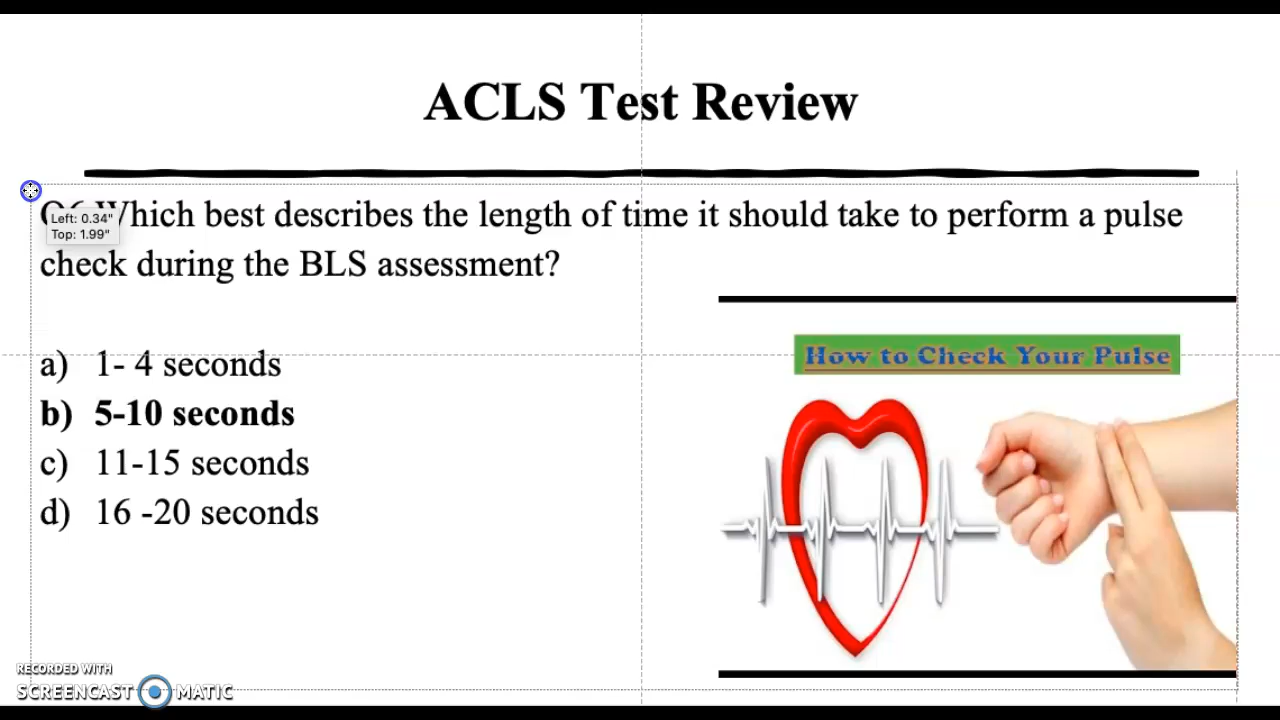 ACLS Test Review
Left: 0.34"
Top: 1.99"
Which best describes the length of time it should take to perform a pulse
check during the BLS assessment?
a) 1- 4 seconds
b) 5-10 seconds
c) 11-15 seconds
d) 16 -20 seconds
How to Check Your Pulse
RECORDED WITH
SCREENCAST MATIC